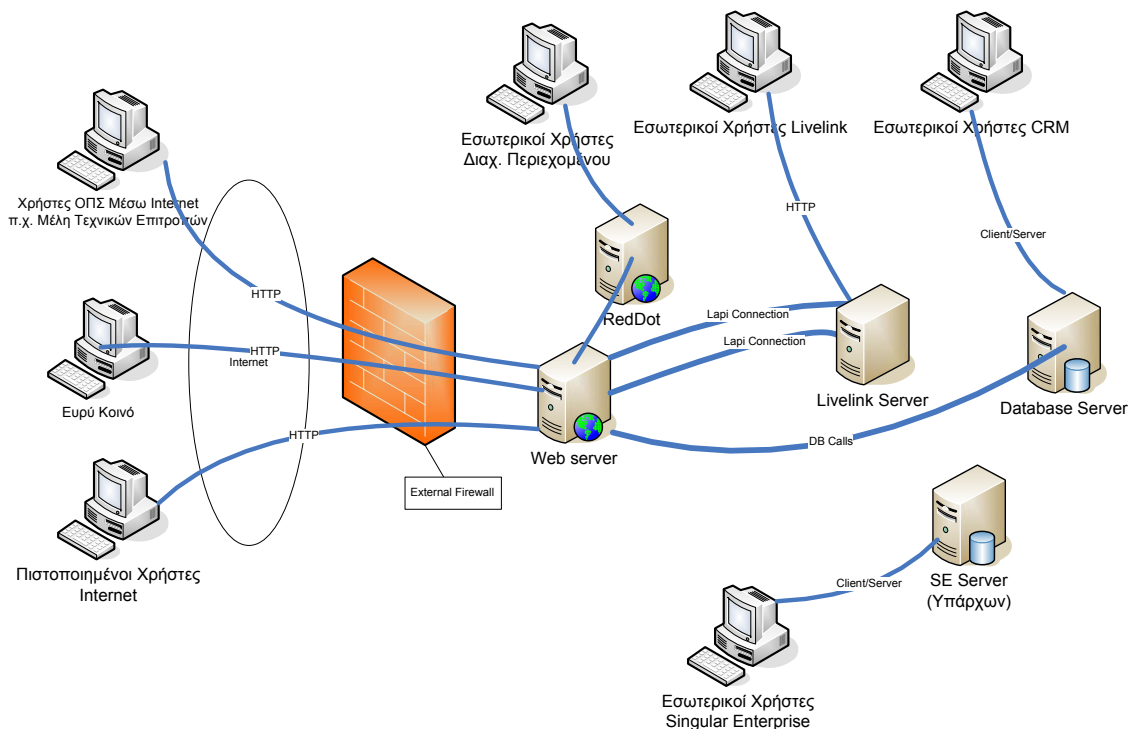 Εσωτερικοί Χρήστες
Διαχ. Περιεχομένου
Εσωτερικοί Χρήστες Livelink
Εσωτερικοί Χρήστες CRM
Χρήστες ΟΠΣ Μέσω Internet
π.χ. Μέλη Τεχνικών Επιτροπών
HTTP
Client/Server
HTTP
RedDot
Lapi Connection
Lapi Connection
HTTP
Internet
Ευρύ Κοινό
Livelink Server
Database Server
HTTP
DB Calls
Web server
External Firewall
Πιστοποιημένοι Χρήστες
Internet
Client/Server
SE Server
(Υπάρχων)
Εσωτερικοί Χρήστες
Singular Enterprise